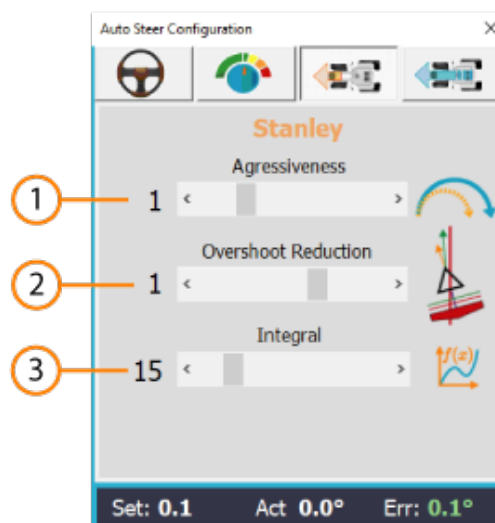 Auto Steer Configuration
Stanley
Agressiveness
1 1
Overshoot Reduction
2 1
Integral
3 15
f(x)
Set: 0.1 Act 0.0° Err: 0.1°